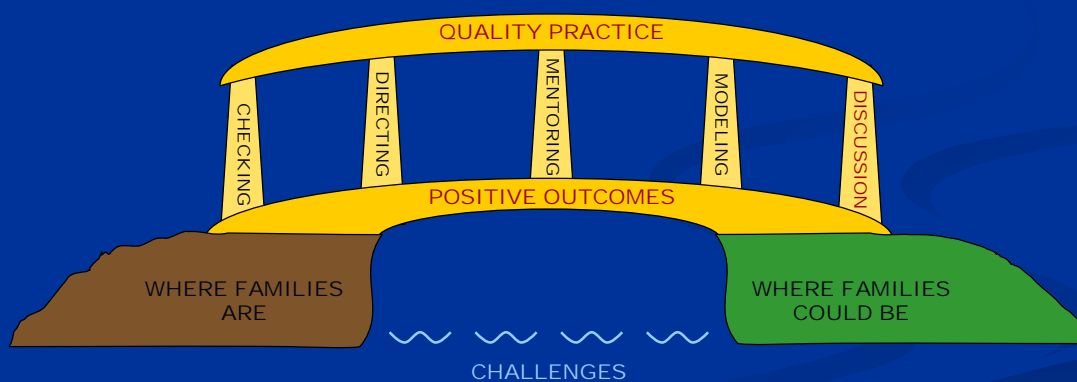 QUALITY PRACTICE
CHECKING
DIRECTING
MENTORING
MODELING
DISCUSSION
POSITIVE OUTCOMES
WHERE FAMILIES
ARE
WHERE FAMILIES
COULD BE
CHALLENGES